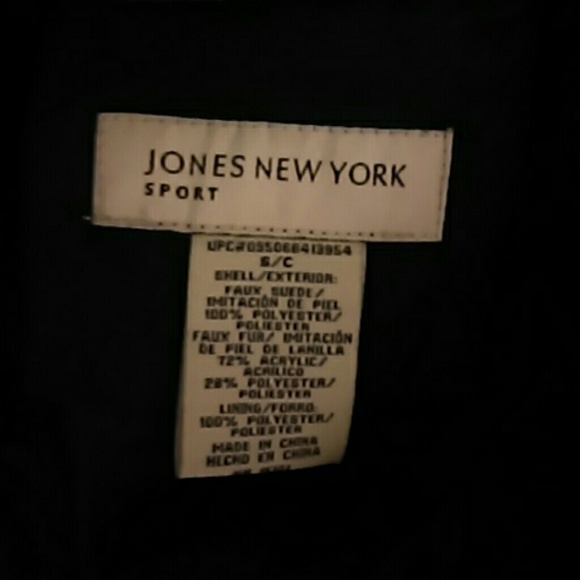 JONES NEW YORK
SPORT
UPC#035068413954
S/C
SHELL/EXTERIOR:
FAUX SUEDE/
IMITACIÓN DE PIEL
100% POLYESTER/
POLIESTER
FAUX FUR/ IMITACIÓN
DE PIEL DE LANILLA
72% ACRYLIC/
ACRÍLICO
28% POLYESTER/
POLIESTER
LINING/FORRO:
100% POLYESTER/
POLIESTER
MADE IN CHINA
HECHO EN CHINA